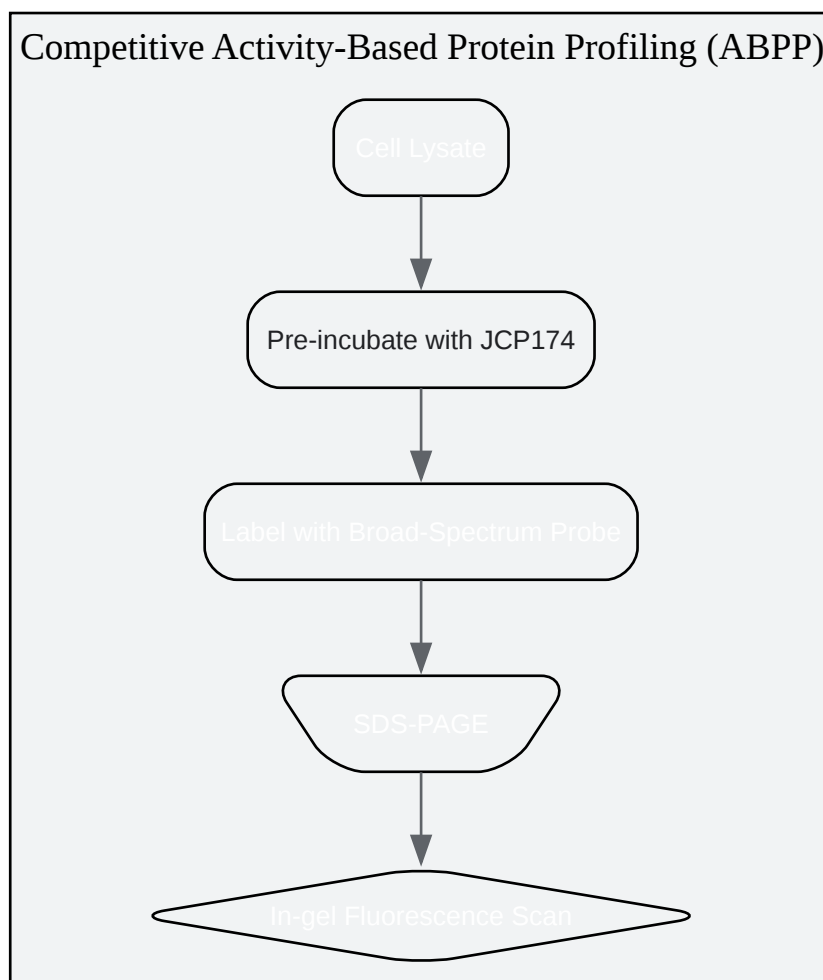 Competitive Activity-Based Protein Profiling (ABPP)
Cell Lysate
Pre-incubate with JCP174
Label with Broad-Spectrum Probe
SDS-PAGE
In-gel Fluorescence Scan